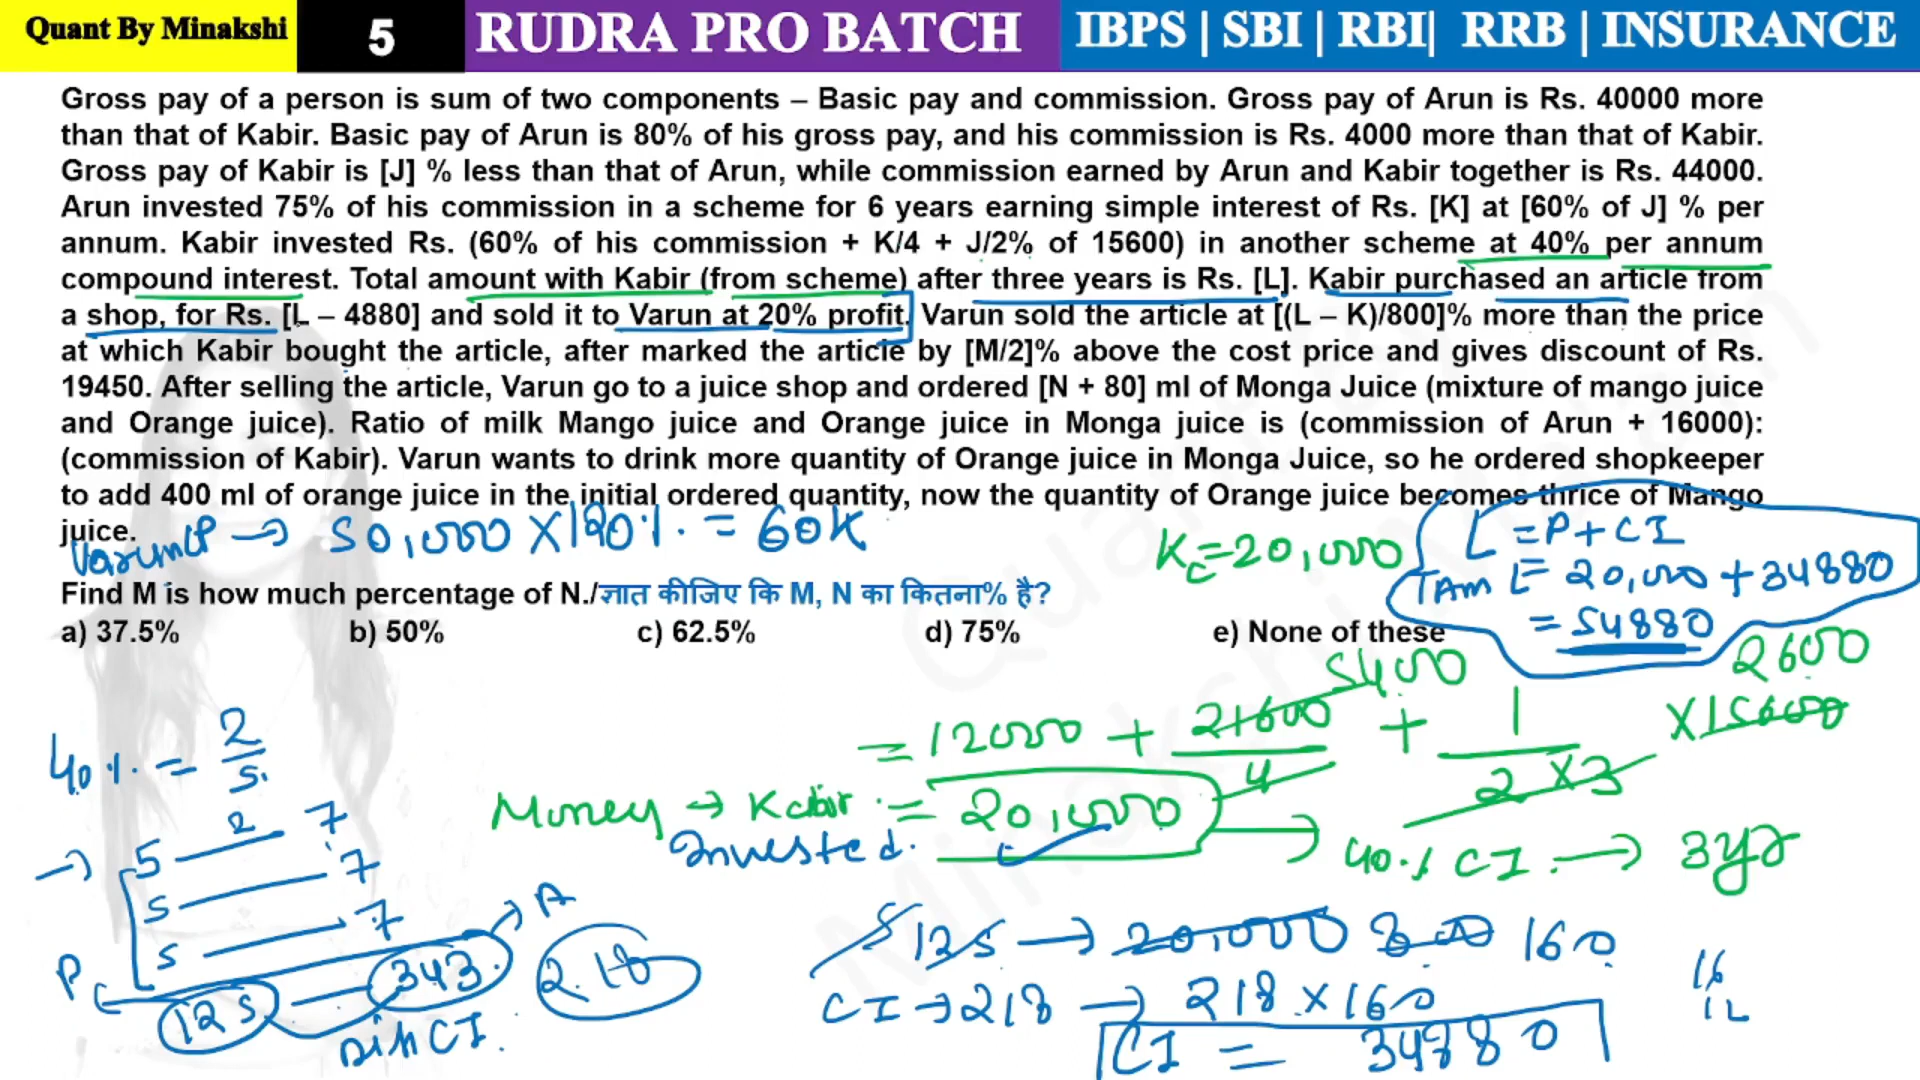 Quant By Minakshi 5 RUDRA PRO BATCH IBPS | SBI | RBI| RRB | INSURANCE
Gross pay of a person is sum of two components – Basic pay and commission. Gross pay of Arun is Rs. 40000 more
than that of Kabir. Basic pay of Arun is 80% of his gross pay, and his commission is Rs. 4000 more than that of Kabir.
Gross pay of Kabir is [J] % less than that of Arun, while commission earned by Arun and Kabir together is Rs. 44000.
Arun invested 75% of his commission in a scheme for 6 years earning simple interest of Rs. [K] at [60% of J] % per
annum. Kabir invested Rs. (60% of his commission + K/4 + J/2% of 15600) in another scheme at 40% per annum
compound interest. Total amount with Kabir (from scheme) after three years is Rs. [L]. Kabir purchased an article from
a shop, for Rs. [L – 4880] and sold it to Varun at 20% profit. Varun sold the article at [(L – K)/800]% more than the price
at which Kabir bought the article, after marked the article by [M/2]% above the cost price and gives discount of Rs.
19450. After selling the article, Varun go to a juice shop and ordered [N + 80] ml of Monga Juice (mixture of mango juice
and Orange juice). Ratio of milk Mango juice and Orange juice in Monga juice is (commission of Arun + 16000):
(commission of Kabir). Varun wants to drink more quantity of Orange juice in Monga Juice, so he ordered shopkeeper
to add 400 ml of orange juice in the initial ordered quantity, now the quantity of Orange juice becomes thrice of Mango
juice.
Varun CP → 50,000 × 120%. = 60K
Kc = 20,000
L = P + CI
TAm L = 20,000 + 34880
= 54880
Find M is how much percentage of N./ज्ञात कीजिए कि M, N का कितना% है?
a) 37.5% b) 50% c) 62.5% d) 75% e) None of these
= 12000 + 21600/4 5400 + 1/2×3 ×15600 2600
40%. = 2/5
Money → Kabir = 20,000
Invested.
→ 40% CI. → 3yr
→ 5 2 7
5 7
5 7
P 125 343 → A
Diff CI.
218
125 → 20,000 800 160
CI → 218 → 218 × 160
CI = 34880
16
12